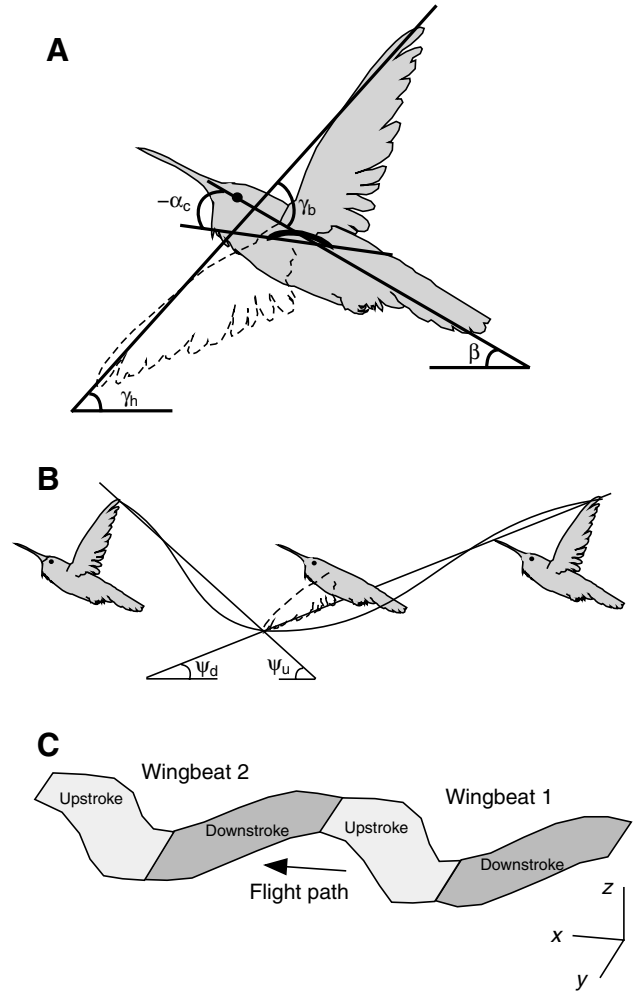 A
−αc
γb
β
γh
B
ψd
ψu
C
Wingbeat 2
Upstroke
Wingbeat 1
Downstroke
Upstroke
Downstroke
Flight path
z
x
y